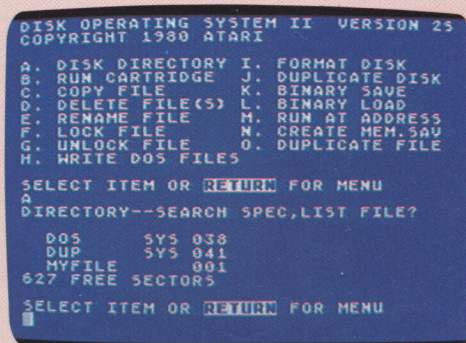 DISK OPERATING SYSTEM II VERSION 2S
COPYRIGHT 1980 ATARI
A. DISK DIRECTORY I. FORMAT DISK
B. RUN CARTRIDGE J. DUPLICATE DISK
C. COPY FILE K. BINARY SAVE
D. DELETE FILE(S) L. BINARY LOAD
E. RENAME FILE M. RUN AT ADDRESS
F. LOCK FILE N. CREATE MEM.SAV
G. UNLOCK FILE O. DUPLICATE FILE
H. WRITE DOS FILES
SELECT ITEM OR RETURN FOR MENU
A
DIRECTORY--SEARCH SPEC,LIST FILE?
DOS SYS 038
DUP SYS 041
MYFILE 001
627 FREE SECTORS
SELECT ITEM OR RETURN FOR MENU